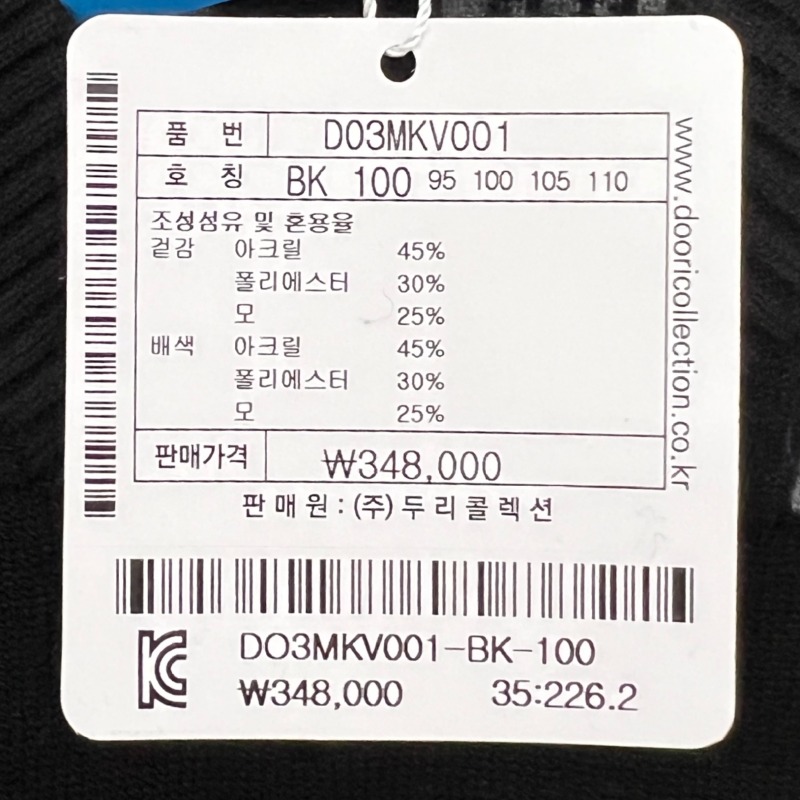 품 번 DO3MKV001
호 칭 BK 100 95 100 105 110
조성섬유 및 혼용율
겉감 아크릴 45%
폴리에스터 30%
모 25%
배색 아크릴 45%
폴리에스터 30%
모 25%
판매가격 ₩348,000
판매원 : (주)두리콜렉션
www.dooricollection.co.kr
KC
DO3MKV001-BK-100
₩348,000 35:226.2